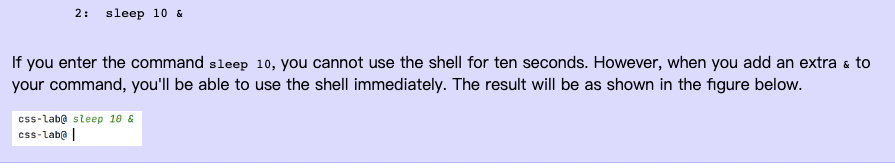 2: sleep 10 &
If you enter the command sleep 10, you cannot use the shell for ten seconds. However, when you add an extra & to
your command, you'll be able to use the shell immediately. The result will be as shown in the figure below.
css-lab@ sleep 10 &
css-lab@